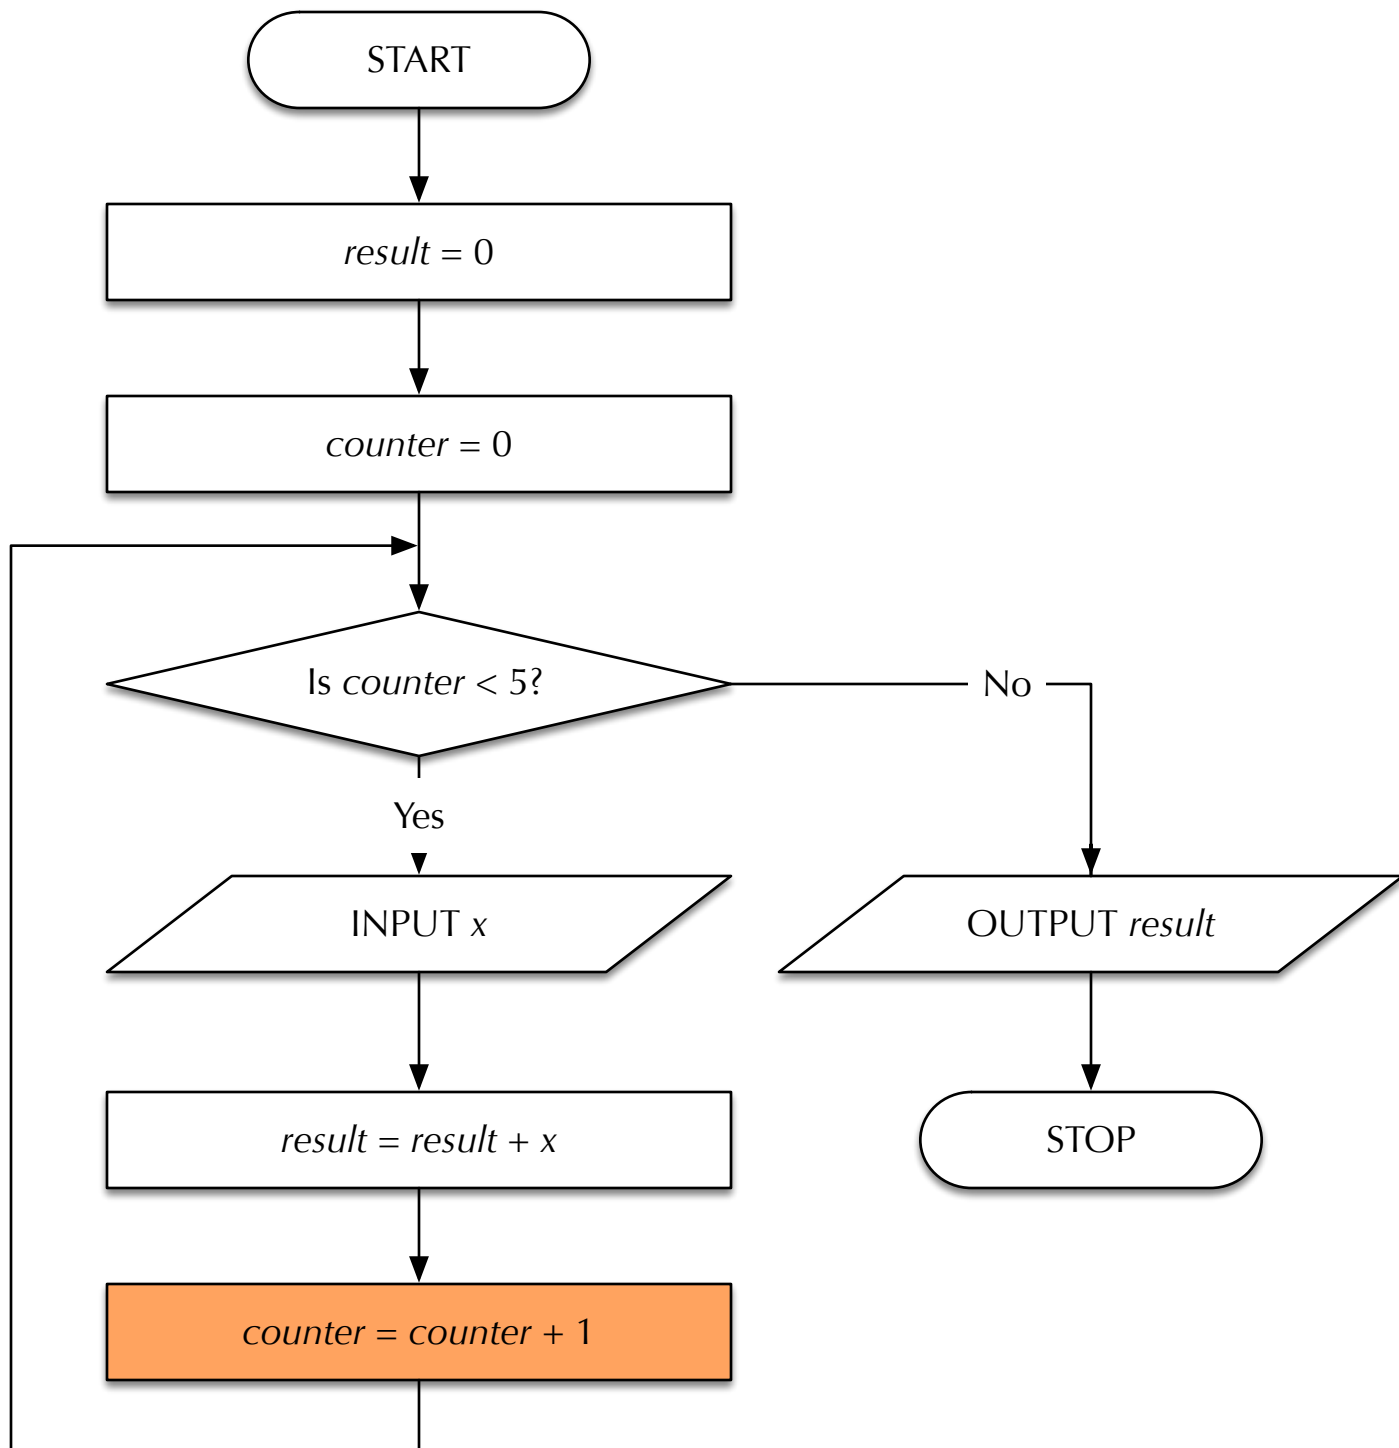 START
result = 0
counter = 0
Is counter < 5?
No
Yes
INPUT x
OUTPUT result
result = result + x
STOP
counter = counter + 1